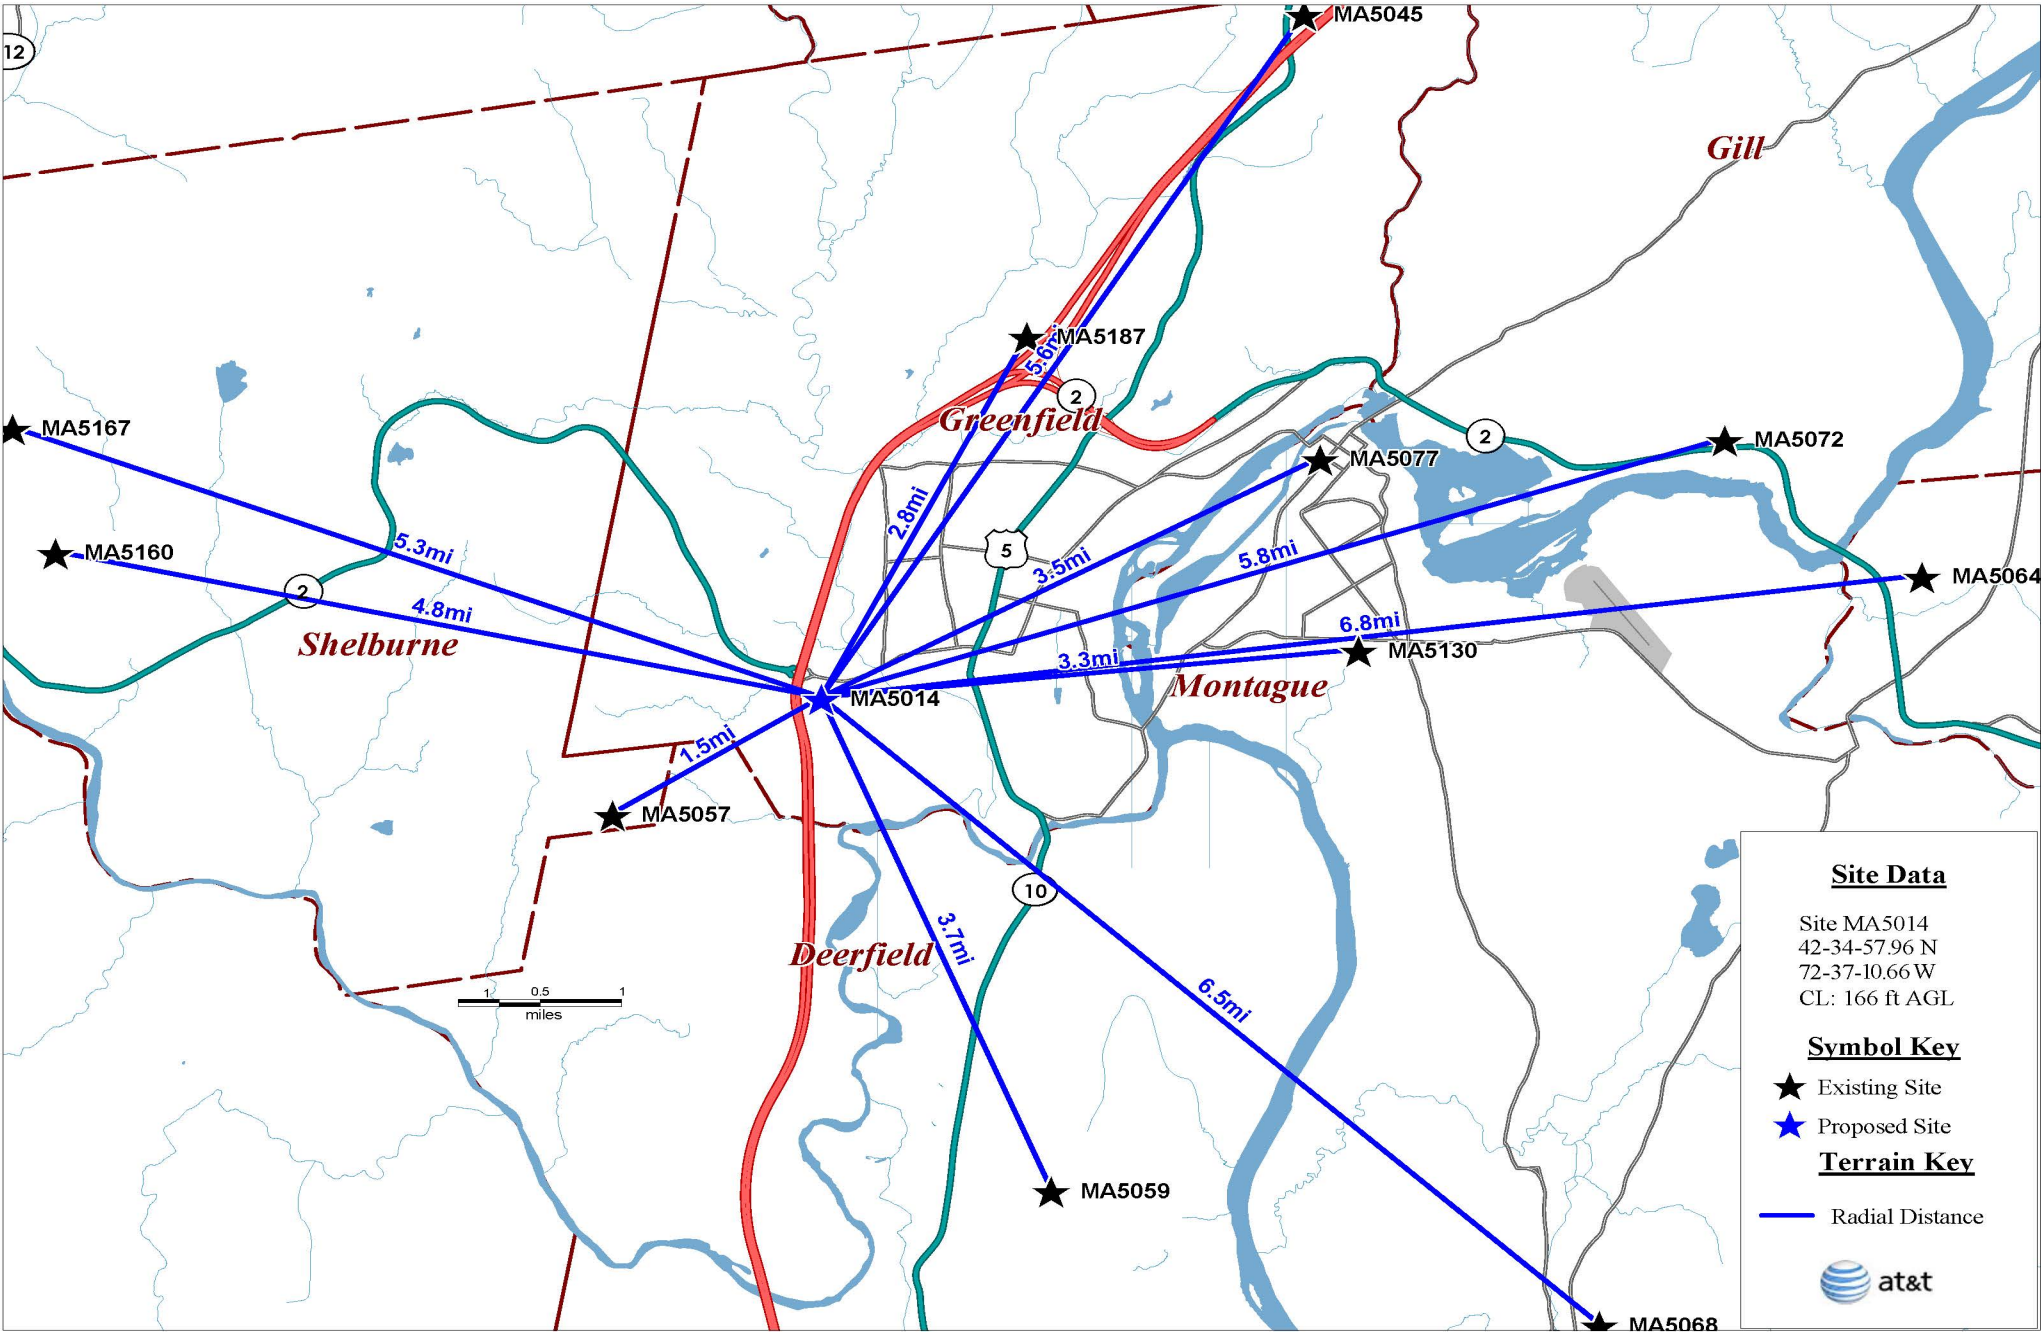 MA5045
12
Gill
MA5187
5.6mi
2
Greenfield
MA5167
2
MA5072
MA5077
2.8mi
5.3mi
MA5160
5
3.5mi
5.8mi
MA5064
2
4.8mi
6.8mi
Shelburne
3.3mi
MA5130
Montague
MA5014
1.5mi
MA5057
10
3.7mi
Deerfield
6.5mi
1 0.5 1
miles
MA5059
MA5068
Site Data
Site MA5014
42-34-57.96 N
72-37-10.66 W
CL: 166 ft AGL
Symbol Key
Existing Site
Proposed Site
Terrain Key
Radial Distance
at&t